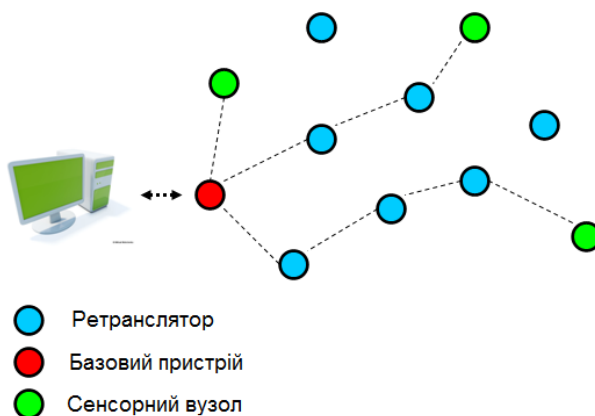 Ретранслятор
Базовий пристрій
Сенсорний вузол